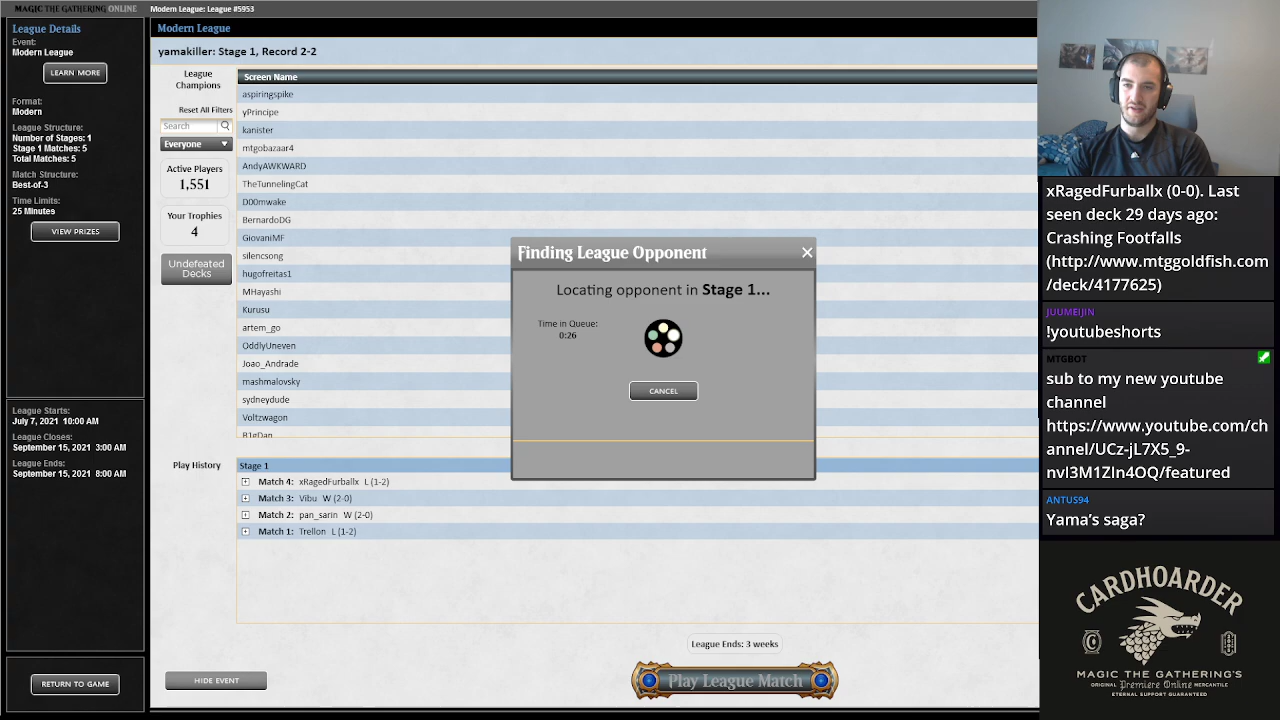 MAGIC THE GATHERING ONLINE
Modern League: League #5953
League Details
Event:
Modern League
LEARN MORE
Format:
Modern
League Structure:
Number of Stages: 1
Stage 1 Matches: 5
Total Matches: 5
Match Structure:
Best-of-3
Time Limits:
25 Minutes
VIEW PRIZES
League Starts:
July 7, 2021 10:00 AM
League Closes:
September 15, 2021 3:00 AM
League Ends:
September 15, 2021 8:00 AM
RETURN TO GAME
Modern League
yamakiller: Stage 1, Record 2-2
League
Champions
Reset All Filters
Search
Everyone
Active Players
1,551
Your Trophies
4
Undefeated
Decks
Screen Name
aspiringspike
yPrincipe
kanister
mtgobazaar4
AndyAWKWARD
TheTunnelingCat
D00mwake
BernardoDG
GiovaniMF
silencsong
hugofreitas1
MHayashi
Kurusu
artem_go
OddlyUneven
Joao_Andrade
mashmalovsky
sydneydude
Voltzwagon
B1gDan
Finding League Opponent
Locating opponent in Stage 1...
Time in Queue:
0:26
CANCEL
Play History
Stage 1
Match 4: xRagedFurballx L (1-2)
Match 3: Vibu W (2-0)
Match 2: pan_sarin W (2-0)
Match 1: Trellon L (1-2)
League Ends: 3 weeks
HIDE EVENT
Play League Match
xRagedFurballx (0-0). Last
seen deck 29 days ago:
Crashing Footfalls
(http://www.mtggoldfish.com
/deck/4177625)
JUUMEIJIN
!youtubeshorts
MTGBOT
sub to my new youtube
channel
https://www.youtube.com/ch
annel/UCz-jL7X5_9-
nvI3M1ZIn4OQ/featured
ANTUS94
Yama's saga?
CARDHOARDER
MAGIC THE GATHERING'S
ORIGINAL Premiere Online MERCANTILE
ETERNAL SUPPORT GUARANTEED